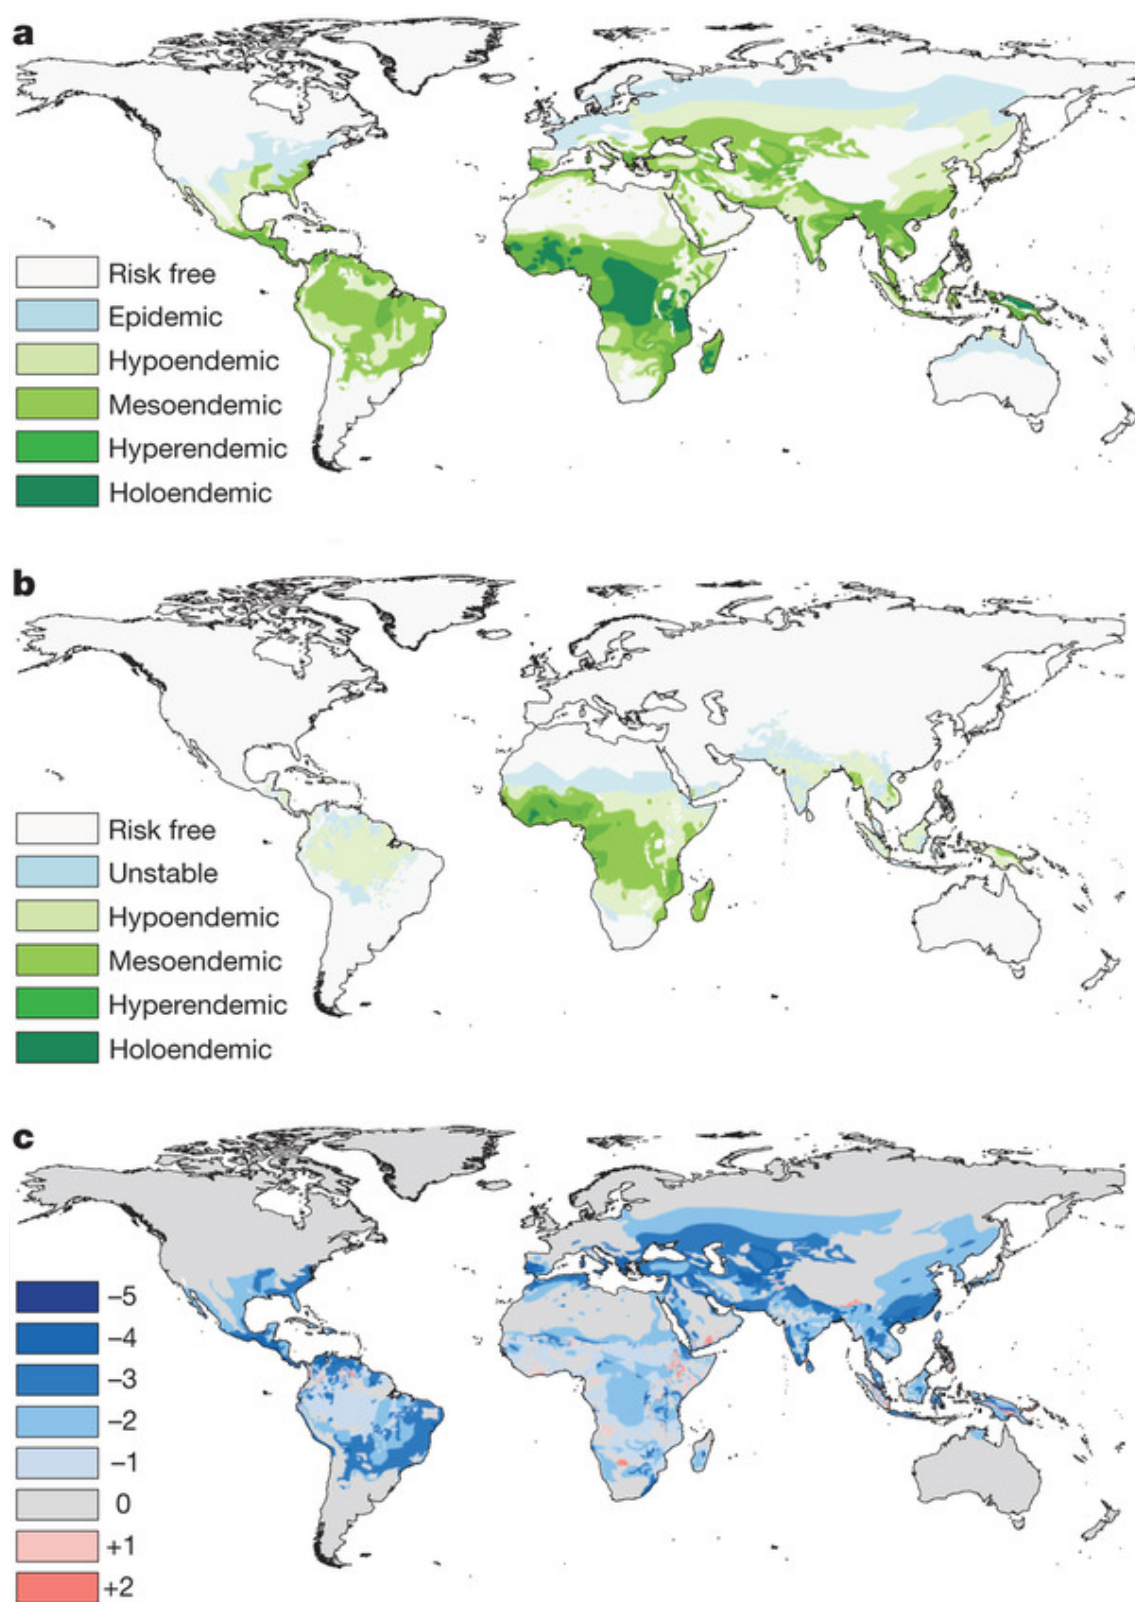 a
Risk free
Epidemic
Hypoendemic
Mesoendemic
Hyperendemic
Holoendemic
b
Risk free
Unstable
Hypoendemic
Mesoendemic
Hyperendemic
Holoendemic
c
–5
–4
–3
–2
–1
0
+1
+2